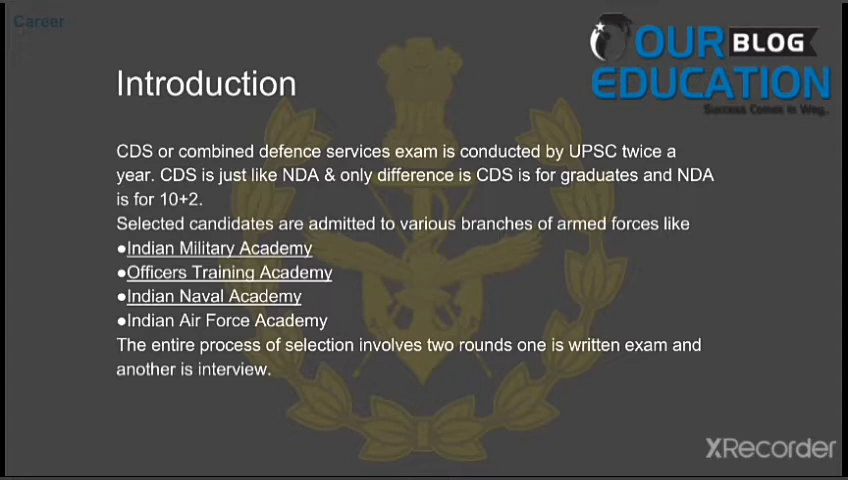 Career
OUR BLOG
EDUCATION
Success Comes in Way..
Introduction
CDS or combined defence services exam is conducted by UPSC twice a
year. CDS is just like NDA & only difference is CDS is for graduates and NDA
is for 10+2.
Selected candidates are admitted to various branches of armed forces like
●Indian Military Academy
●Officers Training Academy
●Indian Naval Academy
●Indian Air Force Academy
The entire process of selection involves two rounds one is written exam and
another is interview.
XRecorder